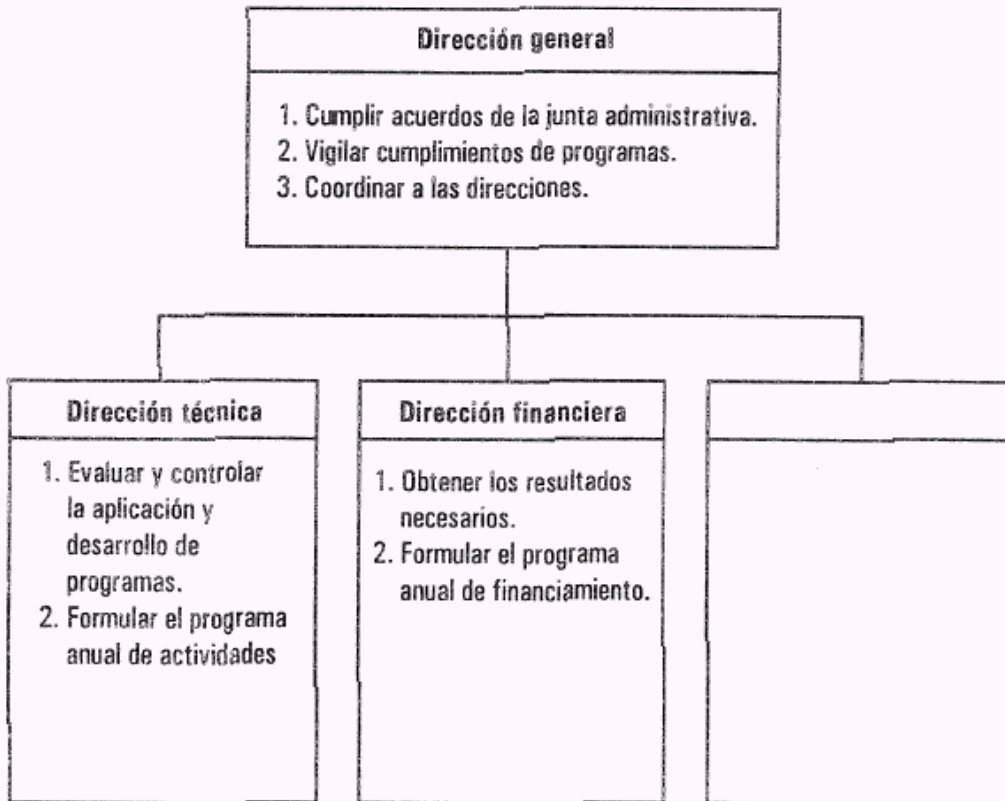 Dirección general
1. Cumplir acuerdos de la junta administrativa.
2. Vigilar cumplimientos de programas.
3. Coordinar a las direcciones.
Dirección técnica
1. Evaluar y controlar
la aplicación y
desarrollo de
programas.
2. Formular el programa
anual de actividades
Dirección financiera
1. Obtener los resultados
necesarios.
2. Formular el programa
anual de financiamiento.